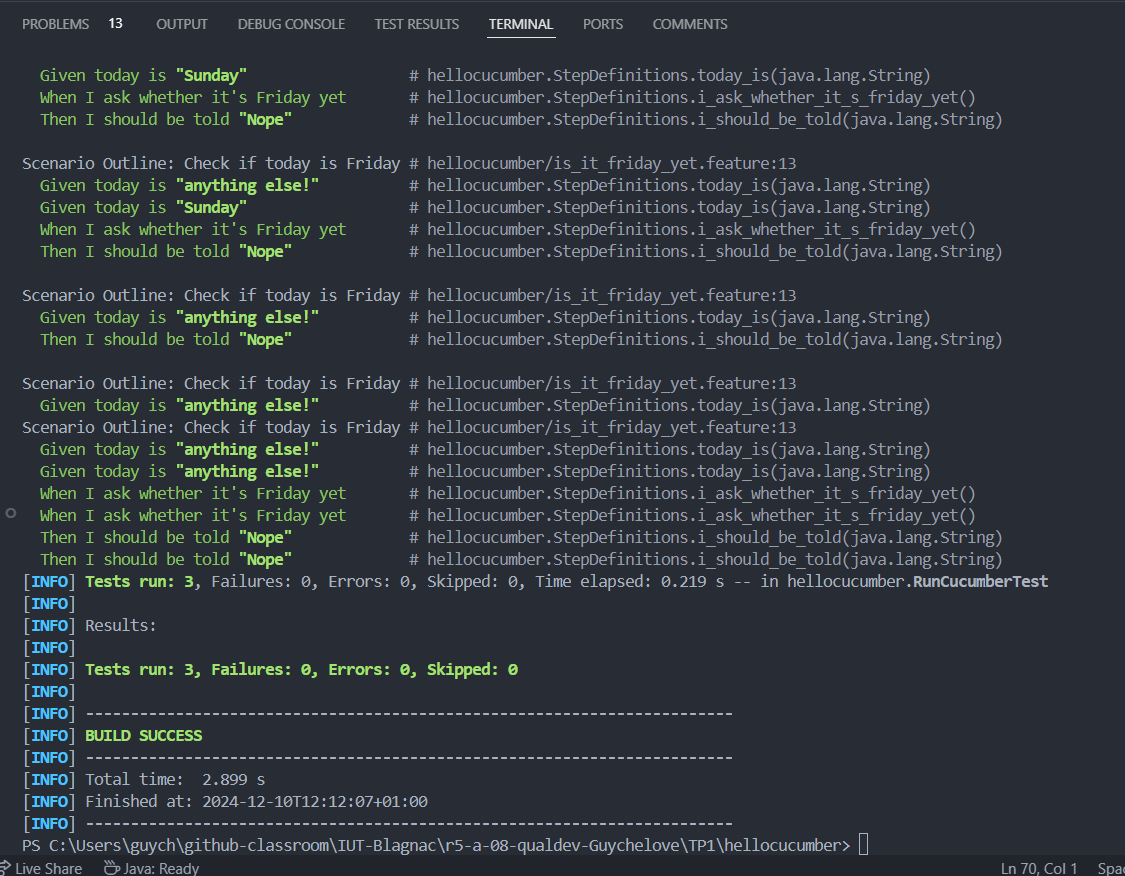 PROBLEMS 13 OUTPUT DEBUG CONSOLE TEST RESULTS TERMINAL PORTS COMMENTS
Given today is "Sunday" # hellocucumber.StepDefinitions.today_is(java.lang.String)
When I ask whether it's Friday yet # hellocucumber.StepDefinitions.i_ask_whether_it_s_friday_yet()
Then I should be told "Nope" # hellocucumber.StepDefinitions.i_should_be_told(java.lang.String)
Scenario Outline: Check if today is Friday # hellocucumber/is_it_friday_yet.feature:13
Given today is "anything else!" # hellocucumber.StepDefinitions.today_is(java.lang.String)
Given today is "Sunday" # hellocucumber.StepDefinitions.today_is(java.lang.String)
When I ask whether it's Friday yet # hellocucumber.StepDefinitions.i_ask_whether_it_s_friday_yet()
Then I should be told "Nope" # hellocucumber.StepDefinitions.i_should_be_told(java.lang.String)
Scenario Outline: Check if today is Friday # hellocucumber/is_it_friday_yet.feature:13
Given today is "anything else!" # hellocucumber.StepDefinitions.today_is(java.lang.String)
Then I should be told "Nope" # hellocucumber.StepDefinitions.i_should_be_told(java.lang.String)
Scenario Outline: Check if today is Friday # hellocucumber/is_it_friday_yet.feature:13
Given today is "anything else!" # hellocucumber.StepDefinitions.today_is(java.lang.String)
Scenario Outline: Check if today is Friday # hellocucumber/is_it_friday_yet.feature:13
Given today is "anything else!" # hellocucumber.StepDefinitions.today_is(java.lang.String)
Given today is "anything else!" # hellocucumber.StepDefinitions.today_is(java.lang.String)
When I ask whether it's Friday yet # hellocucumber.StepDefinitions.i_ask_whether_it_s_friday_yet()
When I ask whether it's Friday yet # hellocucumber.StepDefinitions.i_ask_whether_it_s_friday_yet()
Then I should be told "Nope" # hellocucumber.StepDefinitions.i_should_be_told(java.lang.String)
Then I should be told "Nope" # hellocucumber.StepDefinitions.i_should_be_told(java.lang.String)
[INFO] Tests run: 3, Failures: 0, Errors: 0, Skipped: 0, Time elapsed: 0.219 s -- in hellocucumber.RunCucumberTest
[INFO]
[INFO] Results:
[INFO]
[INFO] Tests run: 3, Failures: 0, Errors: 0, Skipped: 0
[INFO]
[INFO] ------------------------------------------------------------------------
[INFO] BUILD SUCCESS
[INFO] ------------------------------------------------------------------------
[INFO] Total time:  2.899 s
[INFO] Finished at: 2024-12-10T12:12:07+01:00
[INFO] ------------------------------------------------------------------------
PS C:\Users\guych\github-classroom\IUT-Blagnac\r5-a-08-qualdev-Guychelove\TP1\hellocucumber>
Live Share Java: Ready Ln 70, Col 1 Spac